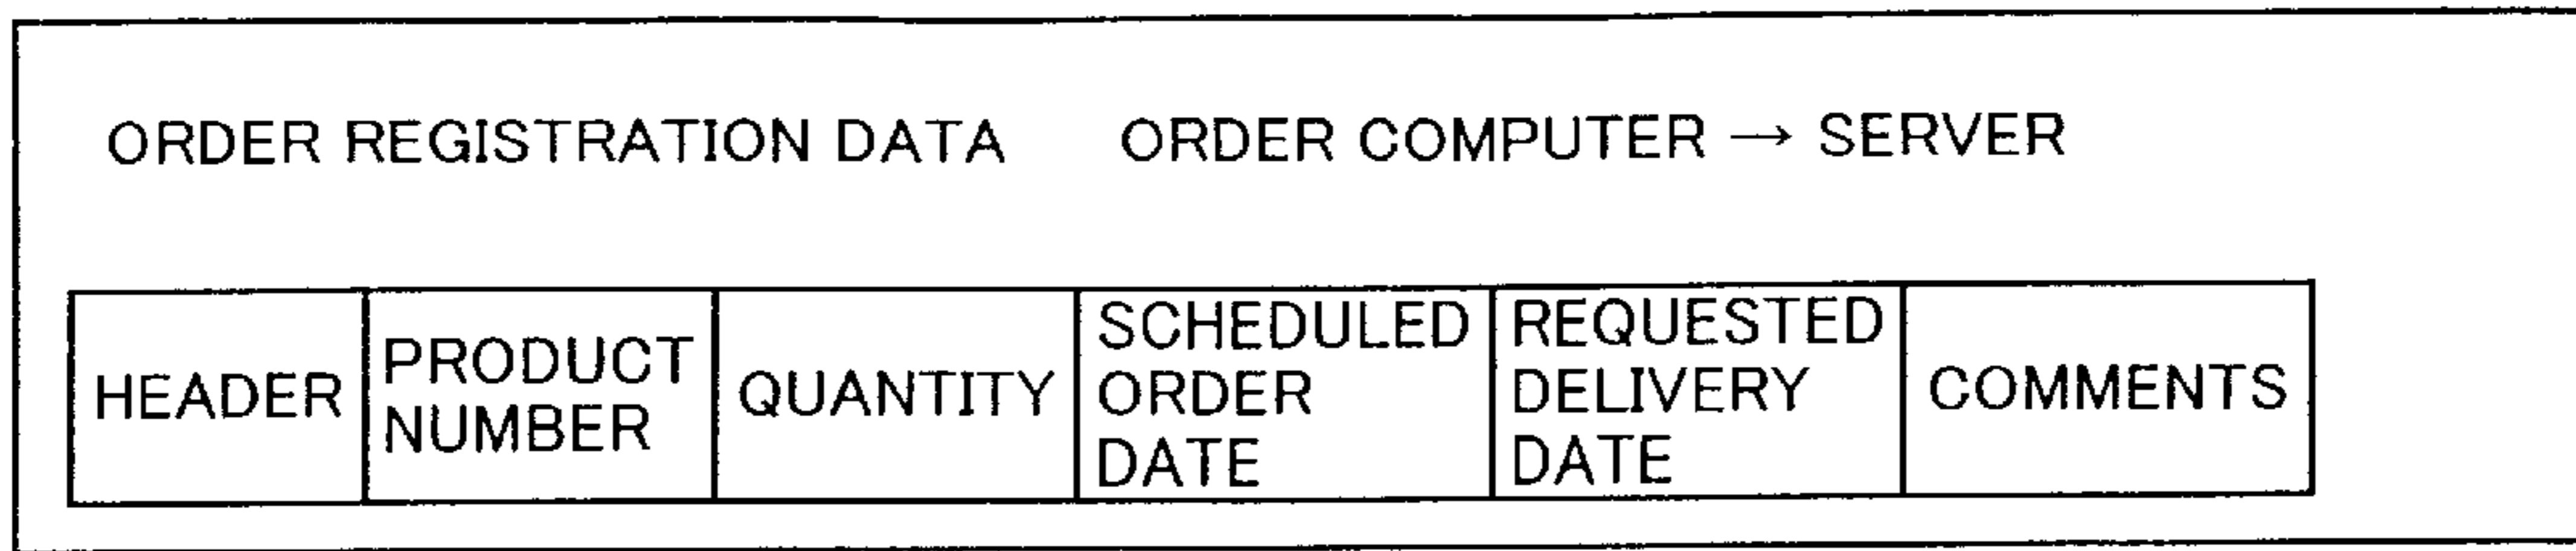 ORDER REGISTRATION DATA ORDER COMPUTER → SERVER
HEADER
PRODUCT
NUMBER
QUANTITY
SCHEDULED
ORDER
DATE
REQUESTED
DELIVERY
DATE
COMMENTS